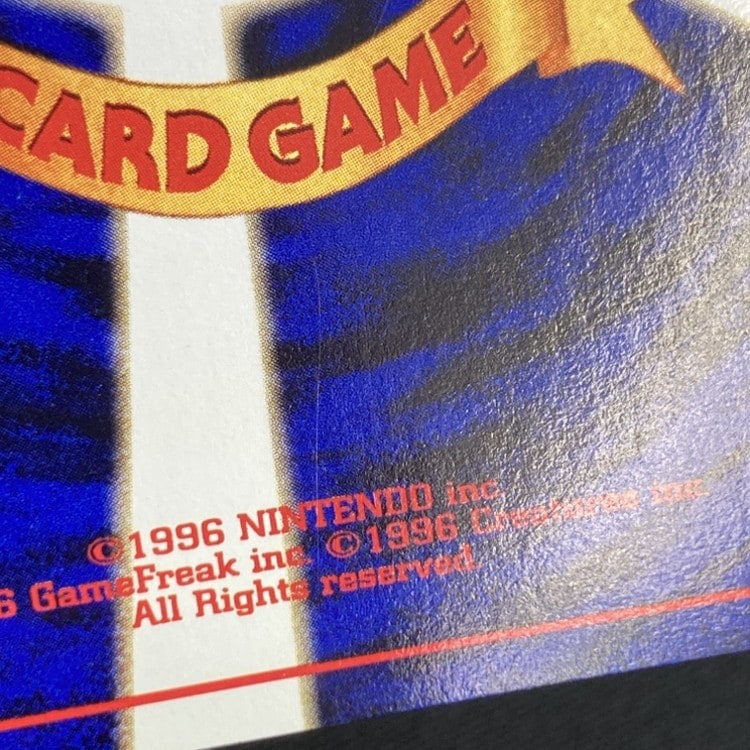 CARD GAME
©1996 NINTENDO inc
6 GameFreak inc. ©1996 Creatures inc.
All Rights reserved.